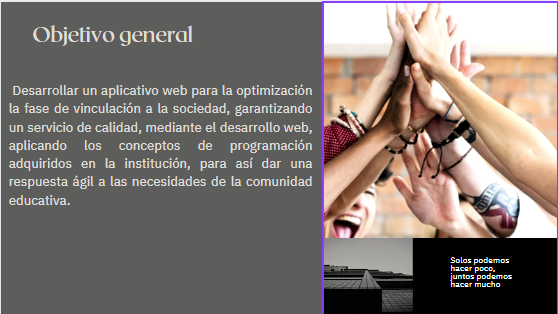 Objetivo general
Desarrollar un aplicativo web para la optimización
la fase de vinculación a la sociedad, garantizando
un servicio de calidad, mediante el desarrollo web,
aplicando los conceptos de programación
adquiridos en la institución, para así dar una
respuesta ágil a las necesidades de la comunidad
educativa.
Solos podemos
hacer poco,
juntos podemos
hacer mucho